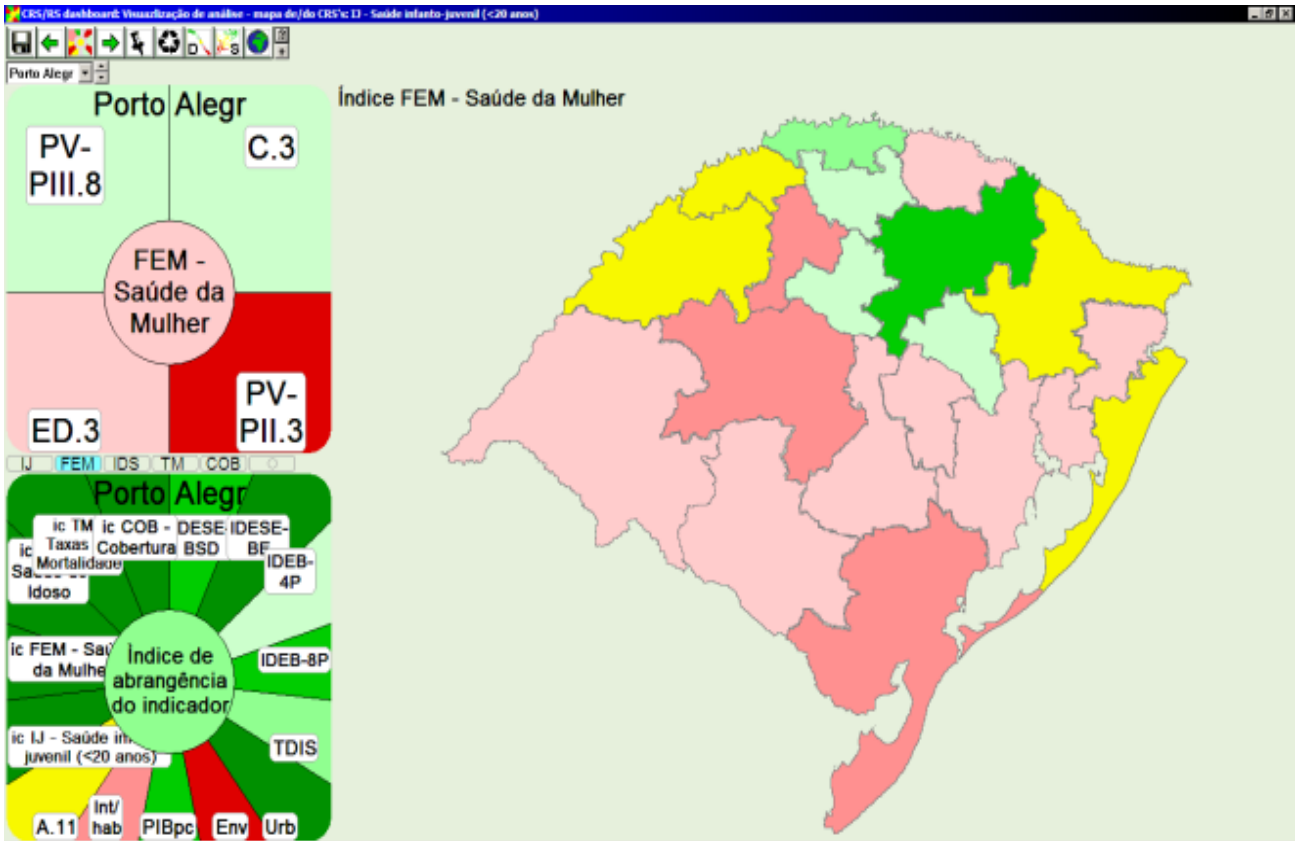 CRS/RS dashboard: Visualização de análise - mapa de/do CRS's: IJ - Saúde infanto-juvenil (<20 anos)
D
S
?
Porto Alegr
Porto Alegr
Índice FEM - Saúde da Mulher
PV-
PIII.8
C.3
FEM -
Saúde da
Mulher
ED.3
PV-
PII.3
IJ FEM IDS TM COB
Porto Alegr
ic TM
Taxas
Mortalidade
ic COB -
Cobertura
DESE
BSD
IDESE-
BE
IDEB-
4P
ic
Idoso
ic FEM - Saú
da Mulhe
Índice de
abrangência
do indicador
IDEB-8P
ic IJ - Saúde in
juvenil (<20 anos)
TDIS
A.11
Int/
hab
PIBpc
Env
Urb